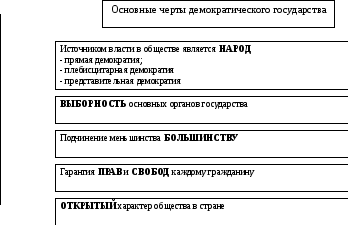 Основные черты демократического государства
Источником власти в обществе является НАРОД
- прямая демократия;
- плебисцитарная демократия
- представительная демократия
ВЫБОРНОСТЬ основных органов государства
Подчинение меньшинства БОЛЬШИНСТВУ
Гарантия ПРАВ и СВОБОД каждому гражданину
ОТКРЫТЫЙ характер общества в стране